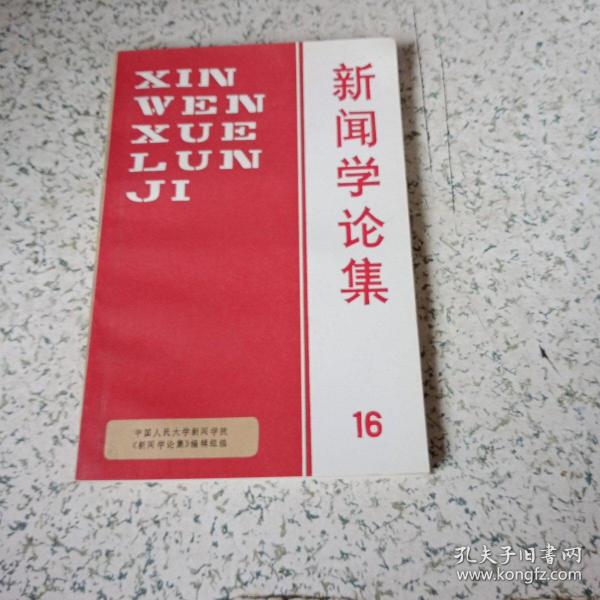 XIN
WEN
XUE
LUN
JI
新闻学论集
16
中国人民大学新闻学院
《新闻学论集》编辑组编
孔夫子旧書网
www.kongfz.com